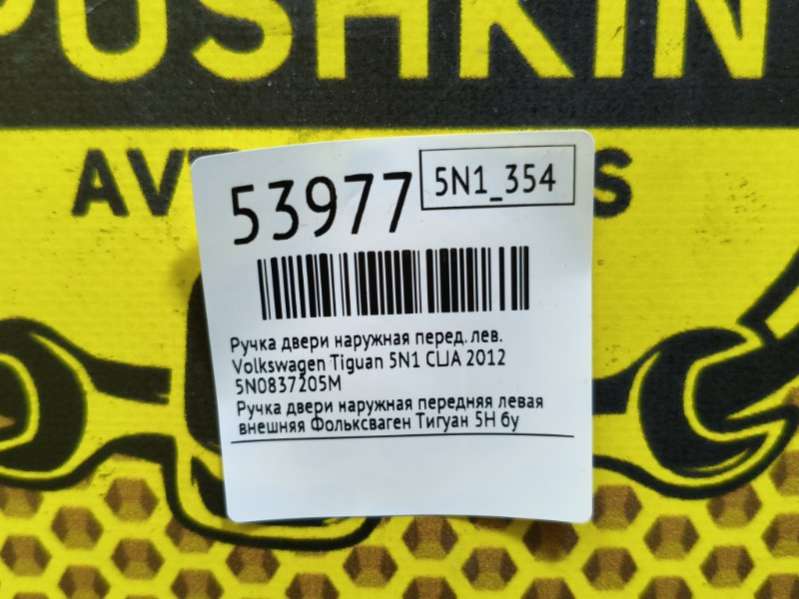 PUSHKIN
53977
5N1_354
Ручка двери наружная перед. лев.
Volkswagen Tiguan 5N1 CLJA 2012
5N0837205M
Ручка двери наружная передняя левая
внешняя Фольксваген Тигуан 5Н бу